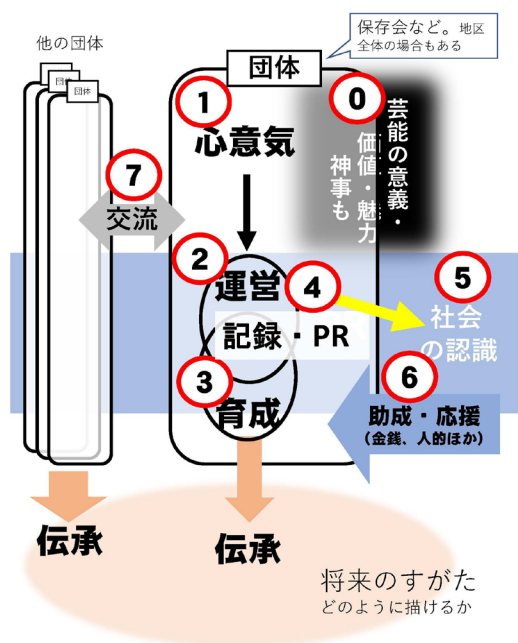 他の団体
団体
団体
保存会など。地区
全体の場合もある
団体
1
心意気
0
芸能の意義・
価値・魅力
神事も
7
交流
2
運営
4
記録・PR
3
育成
5
社会
の認識
6
助成・応援
(金銭、人的ほか)
伝承
伝承
将来のすがた
どのように描けるか